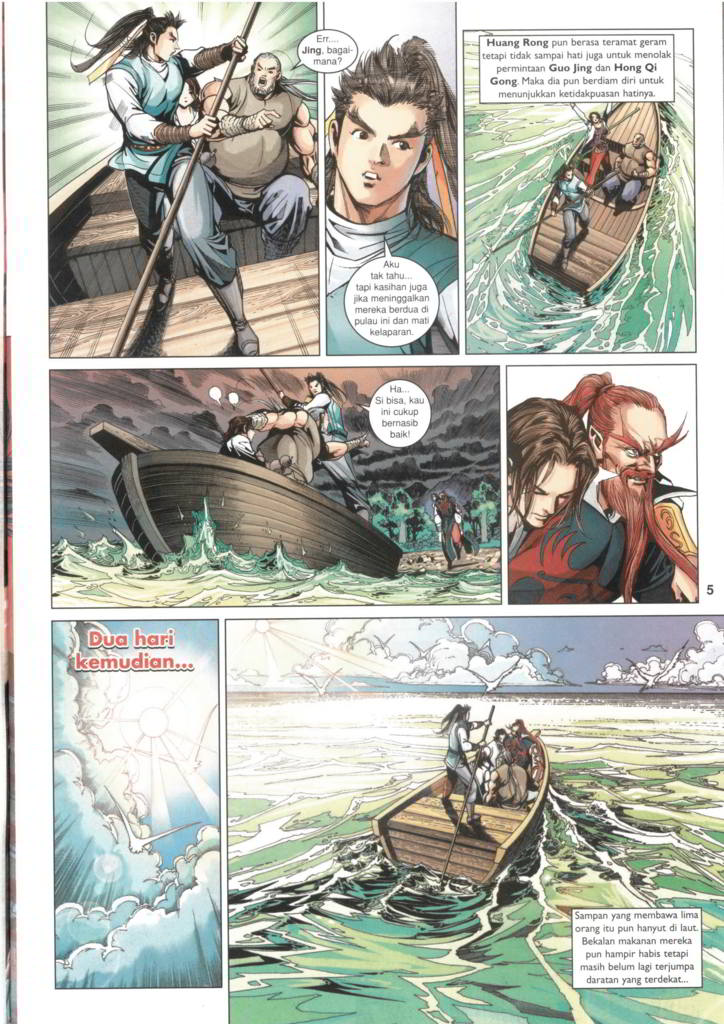 Err....
Jing, bagai-
mana?
Aku
tak tahu...
tapi kasihan juga
jika meninggalkan
mereka berdua di
pulau ini dan mati
kelaparan.
Huang Rong pun berasa teramat geram
tetapi tidak sampai hati juga untuk menolak
permintaan Guo Jing dan Hong Qi
Gong. Maka dia pun berdiam diri untuk
menunjukkan ketidakpuasan hatinya.
Ha...
Si bisa, kau
ini cukup
bernasib
baik!
5
Dua hari
kemudian...
Sampan yang membawa lima
orang itu pun hanyut di laut.
Bekalan makanan mereka
pun hampir habis tetapi
masih belum lagi terjumpa
daratan yang terdekat...